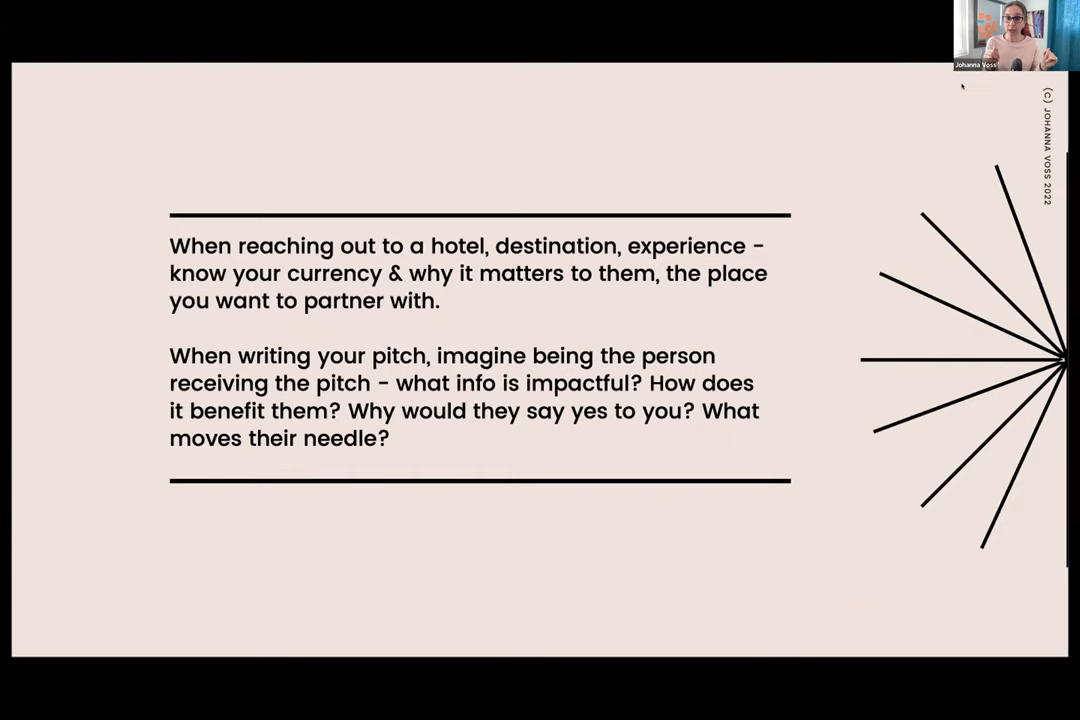 Johanna Voss
(C) JOHANNA VOSS 2022
When reaching out to a hotel, destination, experience -
know your currency & why it matters to them, the place
you want to partner with.
When writing your pitch, imagine being the person
receiving the pitch - what info is impactful? How does
it benefit them? Why would they say yes to you? What
moves their needle?